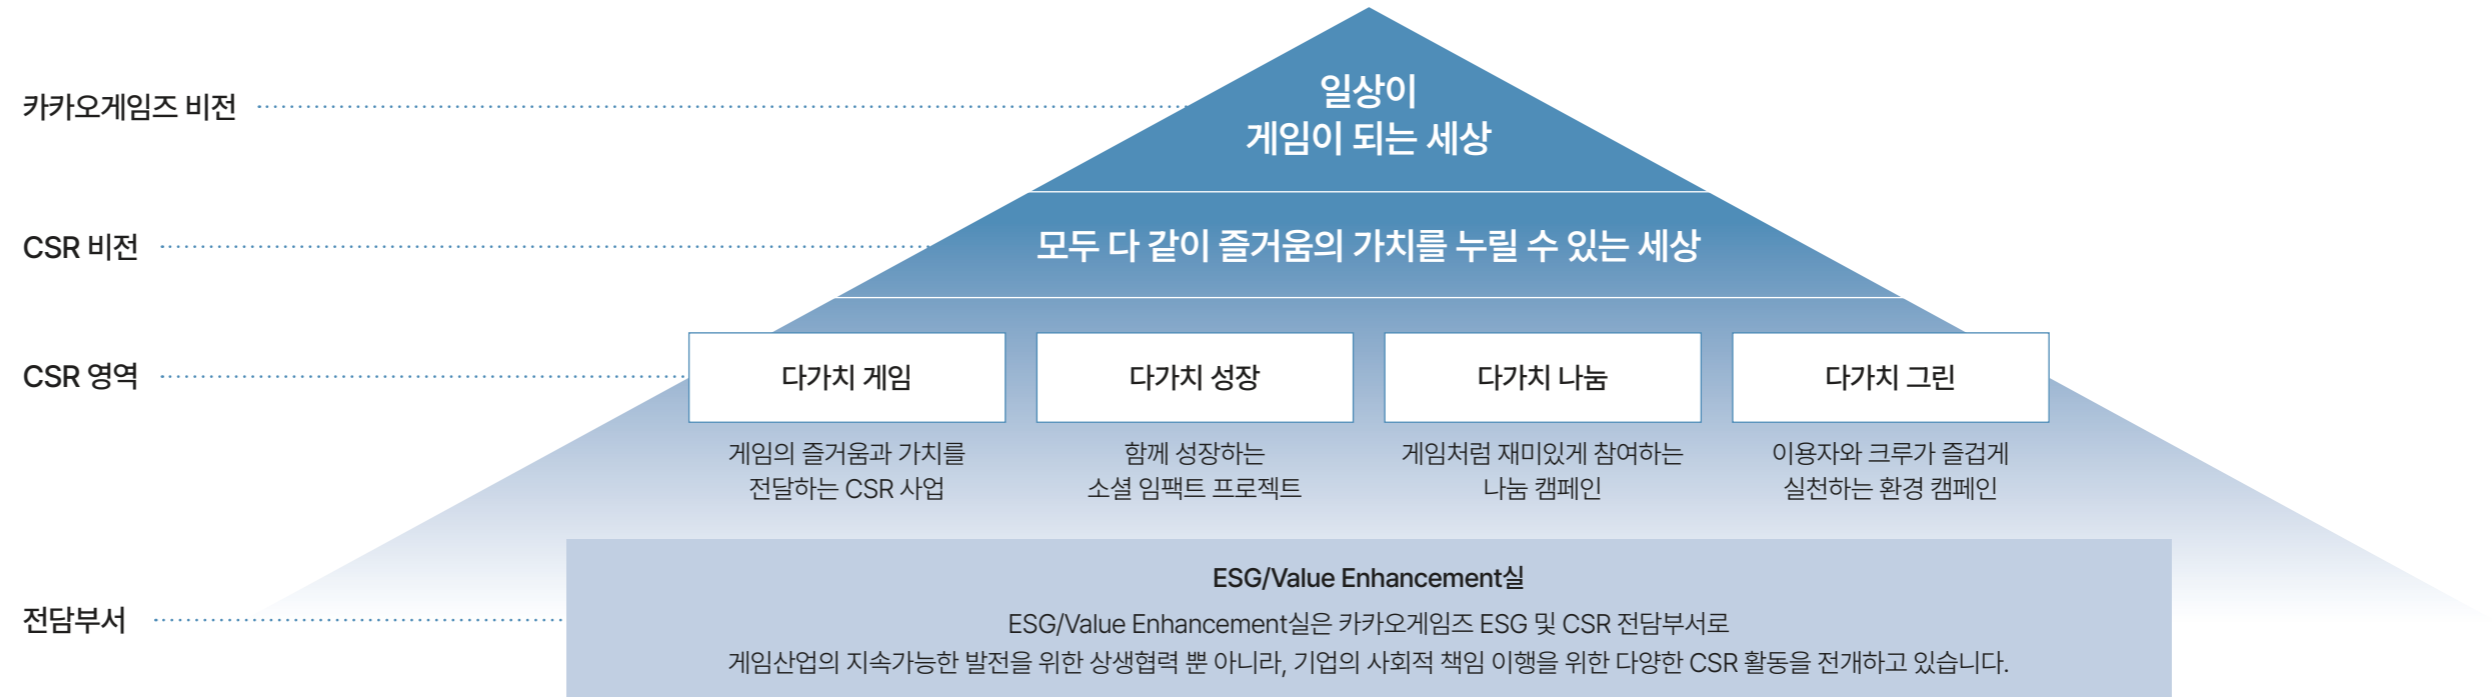 카카오게임즈 비전
일상이
게임이 되는 세상
CSR 비전
모두 다 같이 즐거움의 가치를 누릴 수 있는 세상
CSR 영역
다가치 게임
게임의 즐거움과 가치를
전달하는 CSR 사업
다가치 성장
함께 성장하는
소셜 임팩트 프로젝트
다가치 나눔
게임처럼 재미있게 참여하는
나눔 캠페인
다가치 그린
이용자와 크루가 즐겁게
실천하는 환경 캠페인
전담부서
ESG/Value Enhancement실
ESG/Value Enhancement실은 카카오게임즈 ESG 및 CSR 전담부서로
게임산업의 지속가능한 발전을 위한 상생협력 뿐 아니라, 기업의 사회적 책임 이행을 위한 다양한 CSR 활동을 전개하고 있습니다.